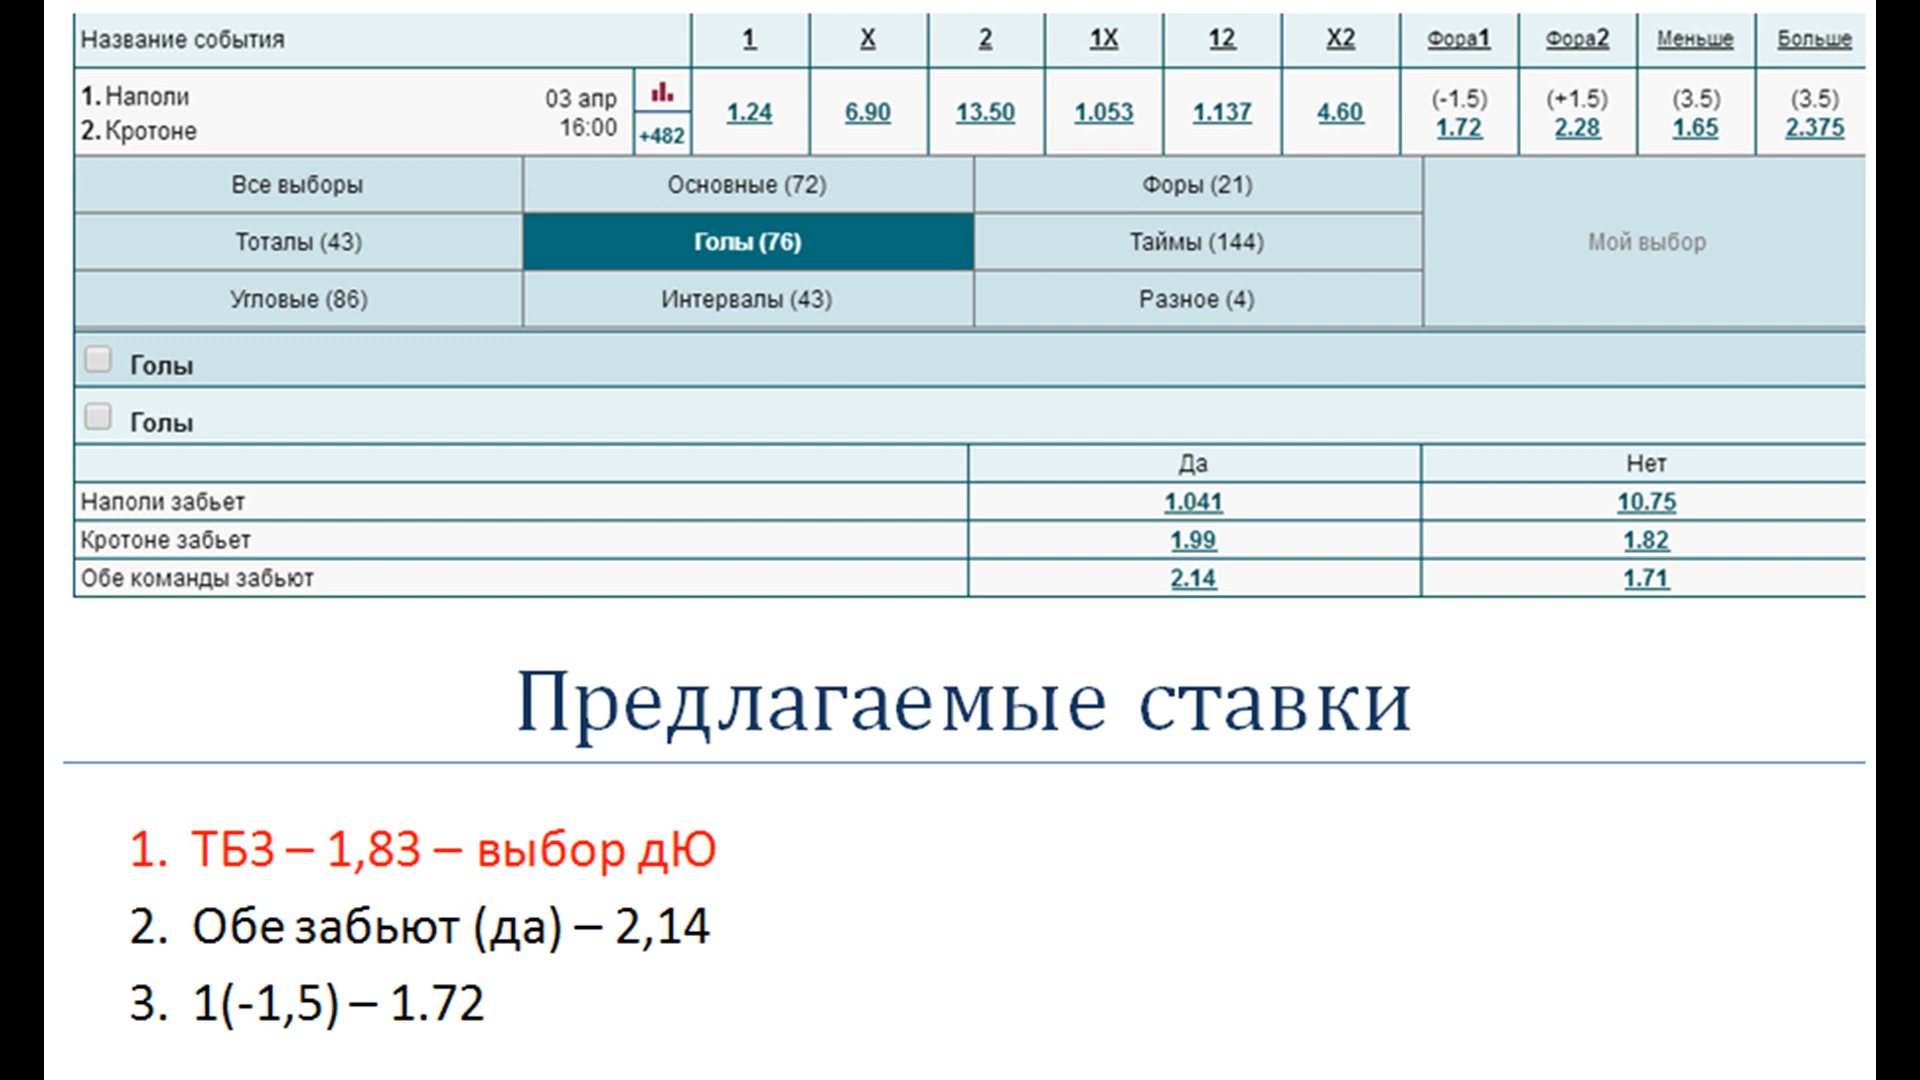 Название события 1 X 2 1X 12 X2 Фора1 Фора2 Меньше Больше
1. Наполи 03 апр (-1.5) (+1.5) (3.5) (3.5)
2. Кротоне 16:00 +482 1.24 6.90 13.50 1.053 1.137 4.60 1.72 2.28 1.65 2.375
Все выборы Основные (72) Форы (21)
Тоталы (43) Голы (76) Таймы (144) Мой выбор
Угловые (86) Интервалы (43) Разное (4)
Голы
Голы
Да Нет
Наполи забьет 1.041 10.75
Кротоне забьет 1.99 1.82
Обе команды забьют 2.14 1.71
Предлагаемые ставки
1. ТБ3 – 1,83 – выбор дЮ
2. Обе забьют (да) – 2,14
3. 1(-1,5) – 1.72